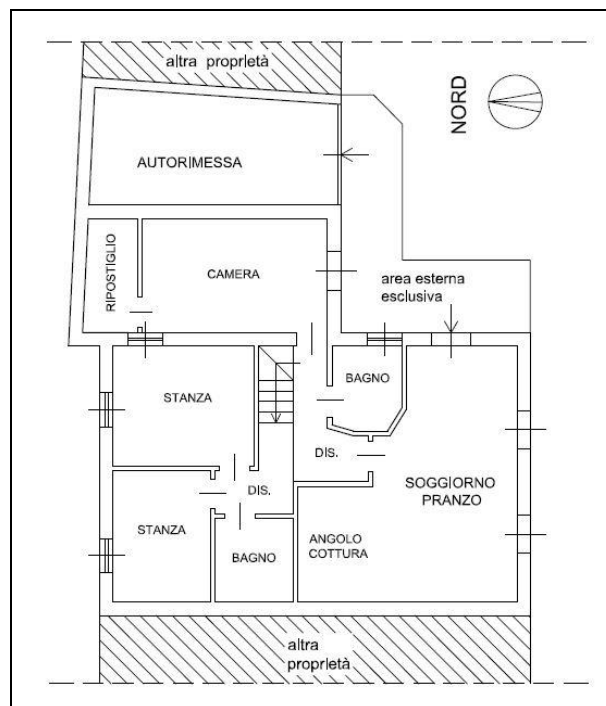 altra proprietà
NORD
AUTORIMESSA
RIPOSTIGLIO
CAMERA
area esterna
esclusiva
STANZA
BAGNO
DIS.
SOGGIORNO
PRANZO
DIS.
STANZA
BAGNO
ANGOLO
COTTURA
altra
proprietà